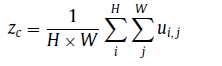 z_c = \frac{1}{H \times W} \sum_{i}^{H} \sum_{j}^{W} u_{i,j}